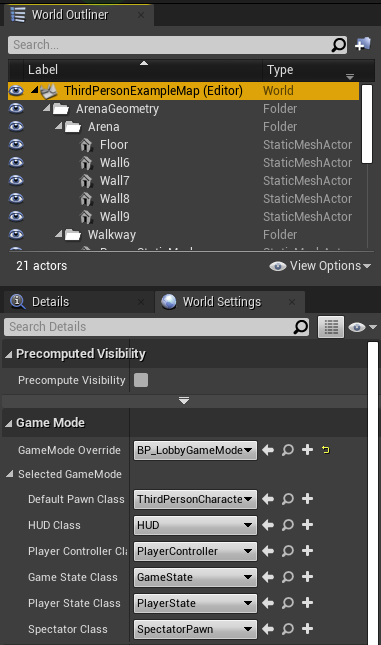 World Outliner
Search...
Label Type
ThirdPersonExampleMap (Editor) World
ArenaGeometry Folder
Arena Folder
Floor StaticMeshActor
Wall6 StaticMeshActor
Wall7 StaticMeshActor
Wall8 StaticMeshActor
Wall9 StaticMeshActor
Walkway Folder
21 actors View Options
Details World Settings
Search Details
Precomputed Visibility
Precompute Visibility
Game Mode
GameMode Override BP_LobbyGameMode
Selected GameMode
Default Pawn Class ThirdPersonCharacte
HUD Class HUD
Player Controller Cla PlayerController
Game State Class GameState
Player State Class PlayerState
Spectator Class SpectatorPawn